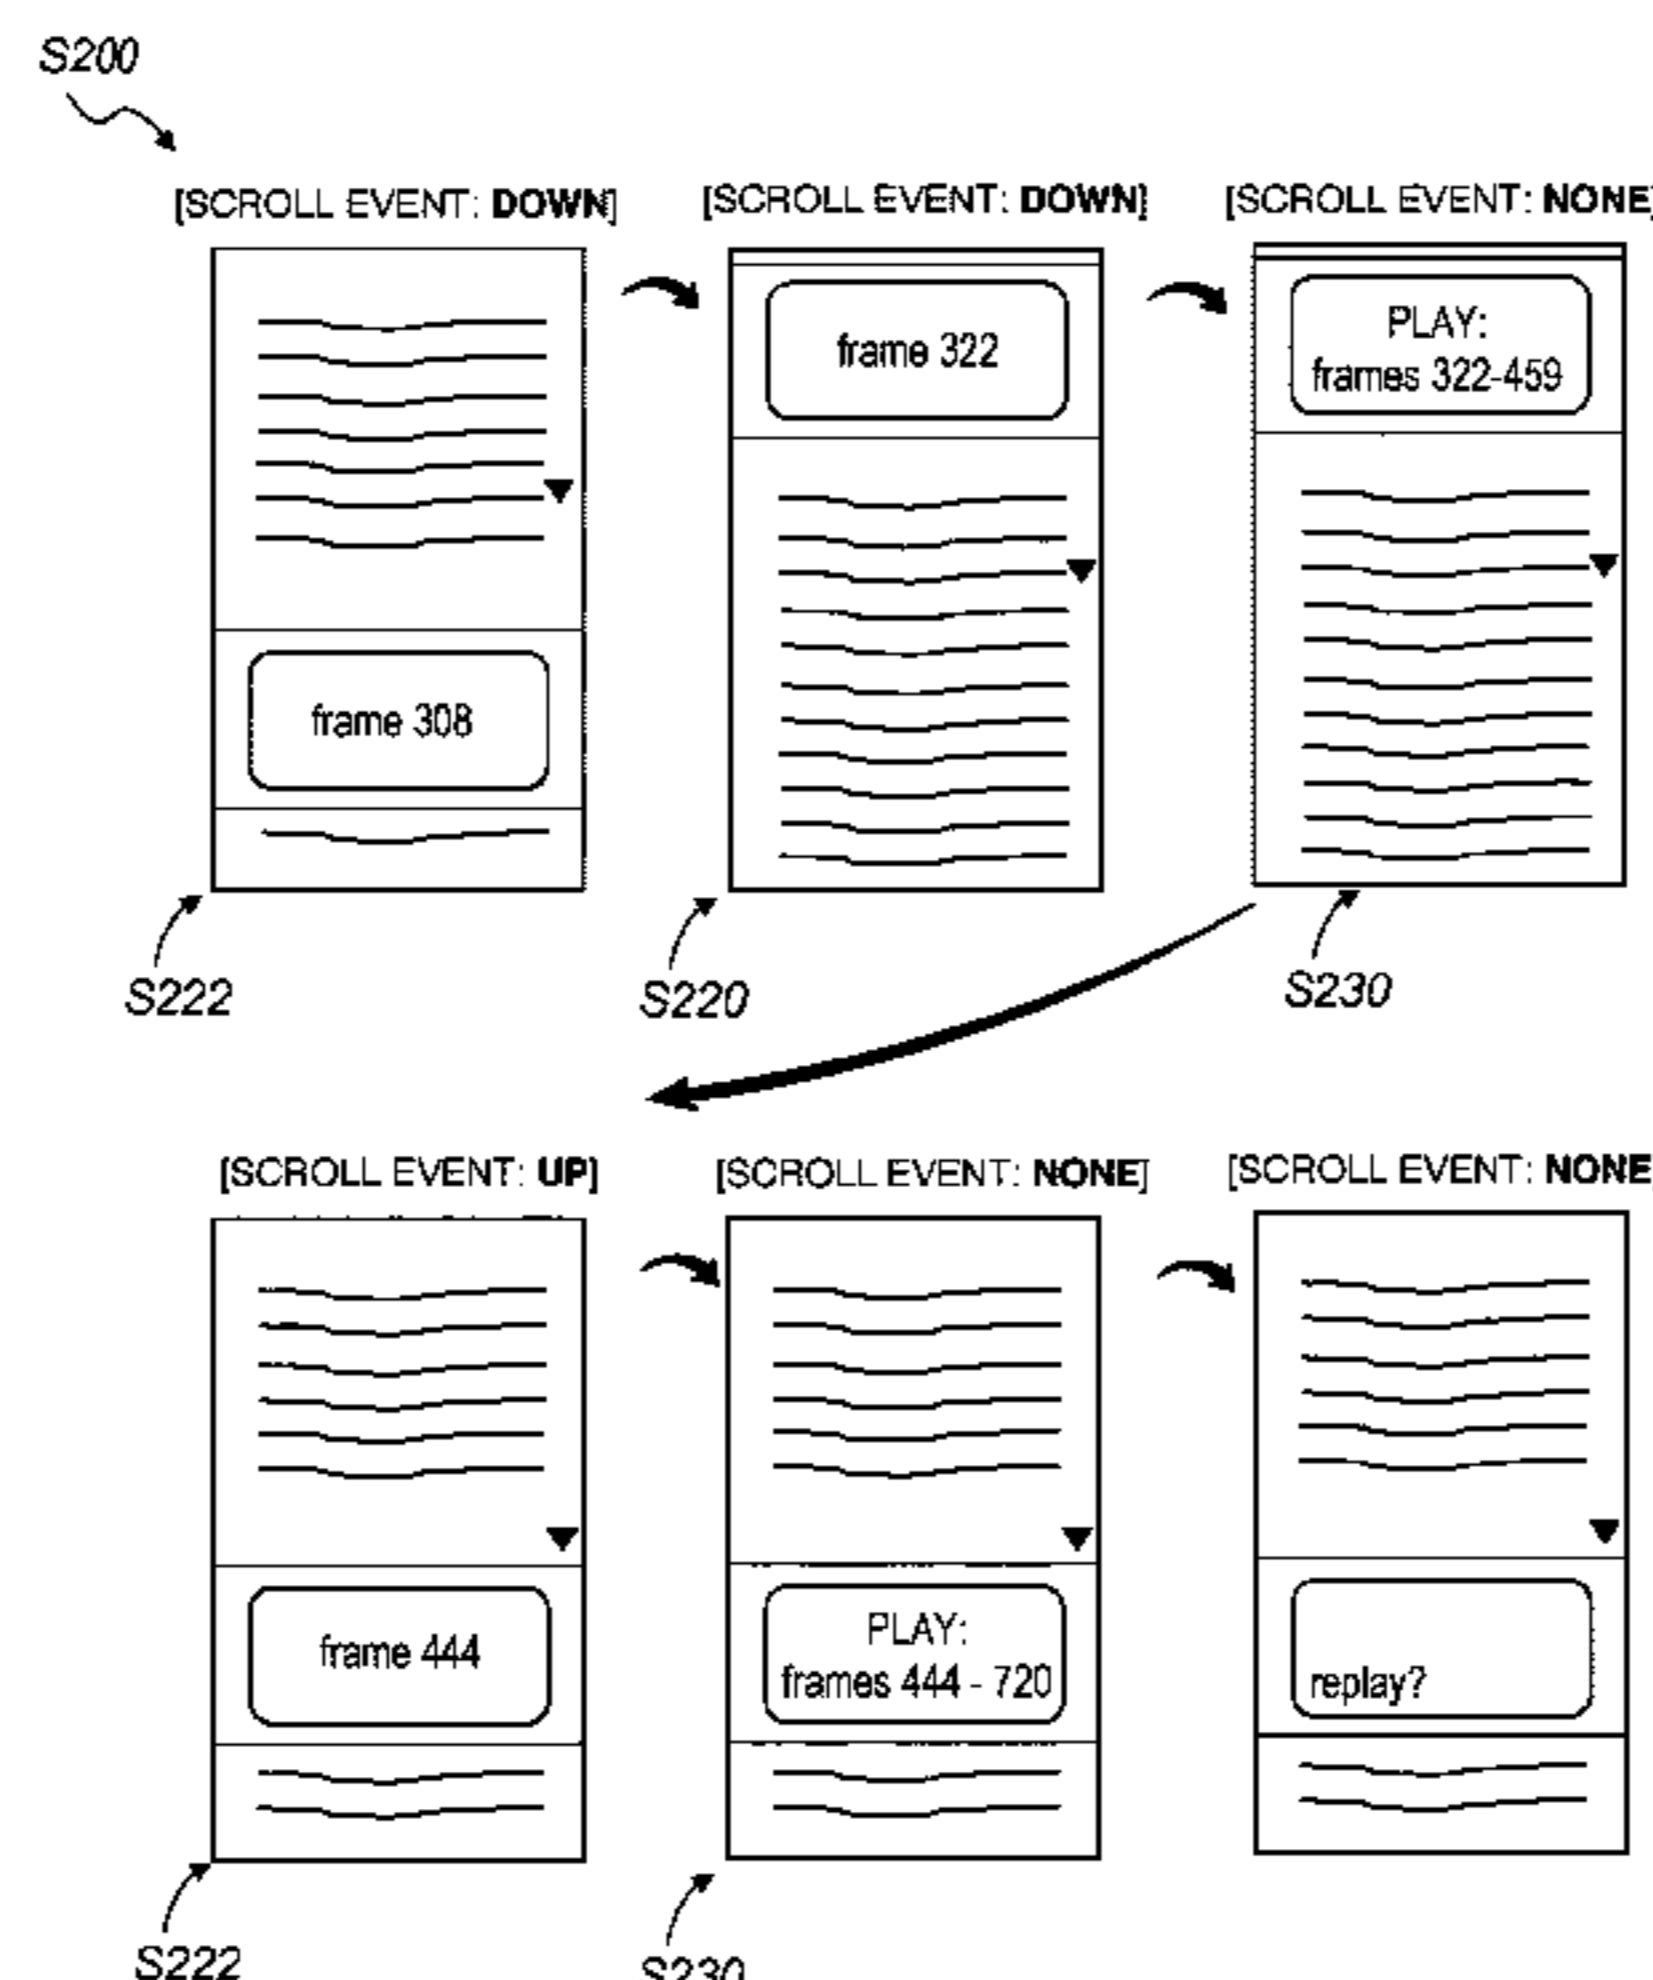 S200
[SCROLL EVENT: DOWN]
[SCROLL EVENT: DOWN]
[SCROLL EVENT: NONE]
frame 308
frame 322
PLAY:
frames 322-459
S222
S220
S230
[SCROLL EVENT: UP]
[SCROLL EVENT: NONE]
[SCROLL EVENT: NONE
frame 444
PLAY:
frames 444 - 720
replay?
S222
S230